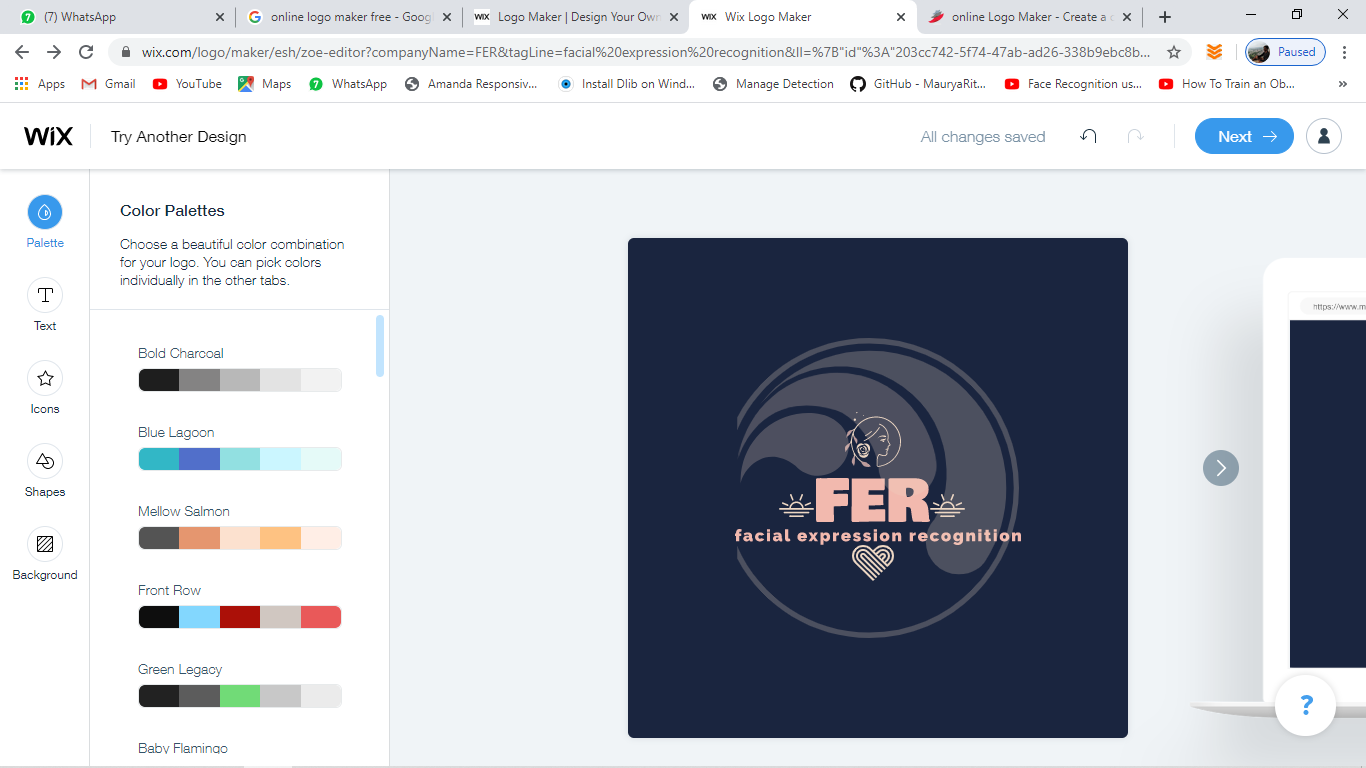 (7) WhatsApp
online logo maker free - Goog
Logo Maker | Design Your Own
Wix Logo Maker
online Logo Maker - Create a c
wix.com/logo/maker/esh/zoe-editor?companyName=FER&tagLine=facial%20expression%20recognition&ll=%7B"id"%3A"203cc742-5f74-47ab-ad26-338b9ebc8b...
Paused
Apps
Gmail
YouTube
Maps
WhatsApp
Amanda Responsiv...
Install Dlib on Wind...
Manage Detection
GitHub - MauryaRit...
Face Recognition us...
How To Train an Ob...
»
WiX
Try Another Design
All changes saved
Next
Palette
Text
Icons
Shapes
Background
Color Palettes
Choose a beautiful color combination
for your logo. You can pick colors
individually in the other tabs.
Bold Charcoal
Blue Lagoon
Mellow Salmon
Front Row
Green Legacy
Baby Flamingo
FER
facial expression recognition
https://www.m
?